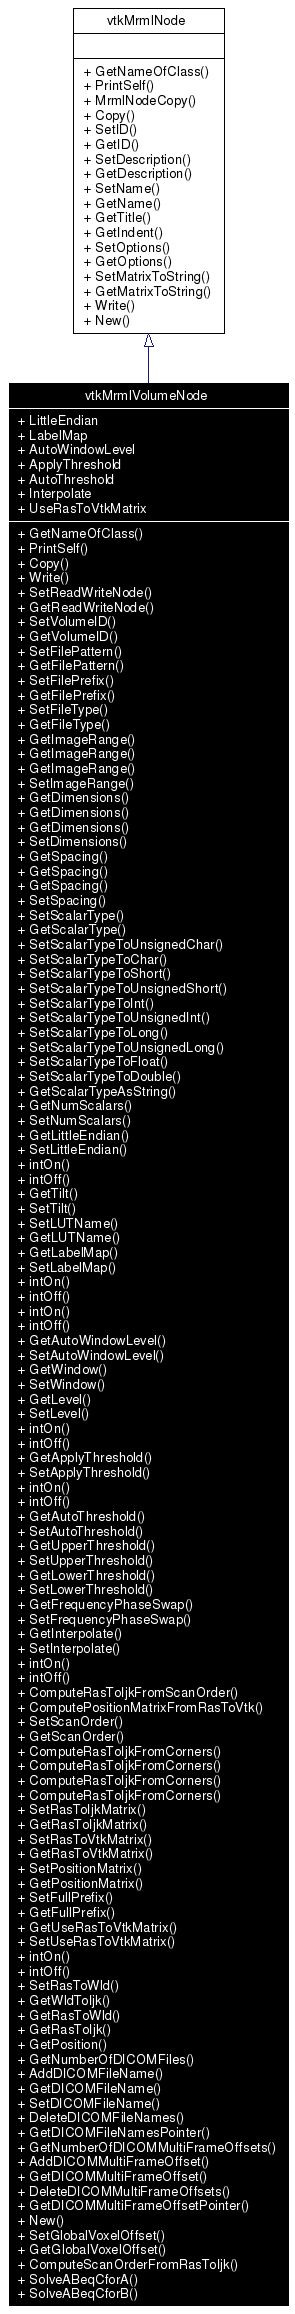 vtkMrmlNode
+ GetNameOfClass()
+ PrintSelf()
+ MrmlNodeCopy()
+ Copy()
+ SetID()
+ GetID()
+ SetDescription()
+ GetDescription()
+ SetName()
+ GetName()
+ GetTitle()
+ GetIndent()
+ SetOptions()
+ GetOptions()
+ SetMatrixToString()
+ GetMatrixToString()
+ Write()
+ New()
vtkMrmlVolumeNode
+ LittleEndian
+ LabelMap
+ AutoWindowLevel
+ ApplyThreshold
+ AutoThreshold
+ Interpolate
+ UseRasToVtkMatrix
+ GetNameOfClass()
+ PrintSelf()
+ Copy()
+ Write()
+ SetReadWriteNode()
+ GetReadWriteNode()
+ SetVolumeID()
+ GetVolumeID()
+ SetFilePattern()
+ GetFilePattern()
+ SetFilePrefix()
+ GetFilePrefix()
+ SetFileType()
+ GetFileType()
+ GetImageRange()
+ GetImageRange()
+ GetImageRange()
+ SetImageRange()
+ GetDimensions()
+ GetDimensions()
+ GetDimensions()
+ SetDimensions()
+ GetSpacing()
+ GetSpacing()
+ GetSpacing()
+ SetSpacing()
+ SetScalarType()
+ GetScalarType()
+ SetScalarTypeToUnsignedChar()
+ SetScalarTypeToChar()
+ SetScalarTypeToShort()
+ SetScalarTypeToUnsignedShort()
+ SetScalarTypeToInt()
+ SetScalarTypeToUnsignedInt()
+ SetScalarTypeToLong()
+ SetScalarTypeToUnsignedLong()
+ SetScalarTypeToFloat()
+ SetScalarTypeToDouble()
+ GetScalarTypeAsString()
+ GetNumScalars()
+ SetNumScalars()
+ GetLittleEndian()
+ SetLittleEndian()
+ intOn()
+ intOff()
+ GetTilt()
+ SetTilt()
+ SetLUTName()
+ GetLUTName()
+ GetLabelMap()
+ SetLabelMap()
+ intOn()
+ intOff()
+ intOn()
+ intOff()
+ GetAutoWindowLevel()
+ SetAutoWindowLevel()
+ GetWindow()
+ SetWindow()
+ GetLevel()
+ SetLevel()
+ intOn()
+ intOff()
+ GetApplyThreshold()
+ SetApplyThreshold()
+ intOn()
+ intOff()
+ GetAutoThreshold()
+ SetAutoThreshold()
+ GetUpperThreshold()
+ SetUpperThreshold()
+ GetLowerThreshold()
+ SetLowerThreshold()
+ GetFrequencyPhaseSwap()
+ SetFrequencyPhaseSwap()
+ GetInterpolate()
+ SetInterpolate()
+ intOn()
+ intOff()
+ ComputeRasToIjkFromScanOrder()
+ ComputePositionMatrixFromRasToVtk()
+ SetScanOrder()
+ GetScanOrder()
+ ComputeRasToIjkFromCorners()
+ ComputeRasToIjkFromCorners()
+ ComputeRasToIjkFromCorners()
+ ComputeRasToIjkFromCorners()
+ SetRasToIjkMatrix()
+ GetRasToIjkMatrix()
+ SetRasToVtkMatrix()
+ GetRasToVtkMatrix()
+ SetPositionMatrix()
+ GetPositionMatrix()
+ SetFullPrefix()
+ GetFullPrefix()
+ GetUseRasToVtkMatrix()
+ SetUseRasToVtkMatrix()
+ intOn()
+ intOff()
+ SetRasToWld()
+ GetWldToIjk()
+ GetRasToWld()
+ GetRasToIjk()
+ GetPosition()
+ GetNumberOfDICOMFiles()
+ AddDICOMFileName()
+ GetDICOMFileName()
+ SetDICOMFileName()
+ DeleteDICOMFileNames()
+ GetDICOMFileNamesPointer()
+ GetNumberOfDICOMMultiFrameOffsets()
+ AddDICOMMultiFrameOffset()
+ GetDICOMMultiFrameOffset()
+ DeleteDICOMMultiFrameOffsets()
+ GetDICOMMultiFrameOffsetPointer()
+ New()
+ SetGlobalVoxelOffset()
+ GetGlobalVoxelOffset()
+ ComputeScanOrderFromRasToIjk()
+ SolveABeqCforA()
+ SolveABeqCforB()